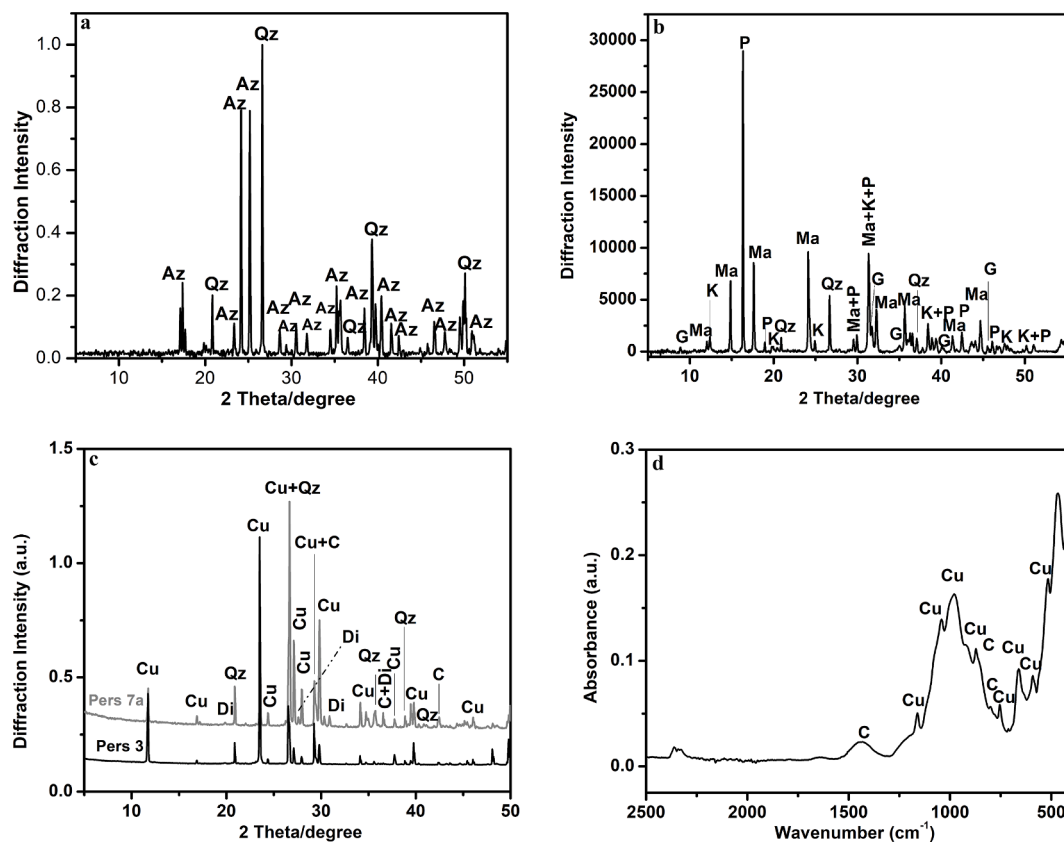 a
Diffraction Intensity
1.0
0.8
0.6
0.4
0.2
0.0
Az
Qz
Az
Az
Az
Qz
Az
Az
Az
Az
Az
Az
Qz
Az
Qz
Az
Az
Az
Az
Az
Qz
Az
10 20 30 40 50
2 Theta/degree
b
Diffraction Intensity
30000
25000
20000
15000
10000
5000
0
G
Ma
K
Ma
P
Ma
P
K
Qz
Ma
K
Qz
Ma+P
Ma+K+P
G
Ma
G
Ma
Qz
K+P
G
Ma
P
Ma
G
P
K
K+P
10 20 30 40 50
2 Theta/degree
c
Diffraction Intensity (a.u.)
1.5
1.0
0.5
0.0
Cu
Cu
Di
Qz
Cu
Cu
Cu+Qz
Cu
Cu
Cu+C
Cu
Di
Di
Cu
Qz
C+Di
Cu
Qz
Cu
Qz
C
Cu
Pers 7a
Pers 3
10 20 30 40 50
2 Theta/degree
d
Absorbance (a.u.)
0.3
0.2
0.1
0.0
C
Cu
Cu
Cu
Cu
C
C
Cu
Cu
Cu
Cu
2500 2000 1500 1000 500
Wavenumber (cm⁻¹)